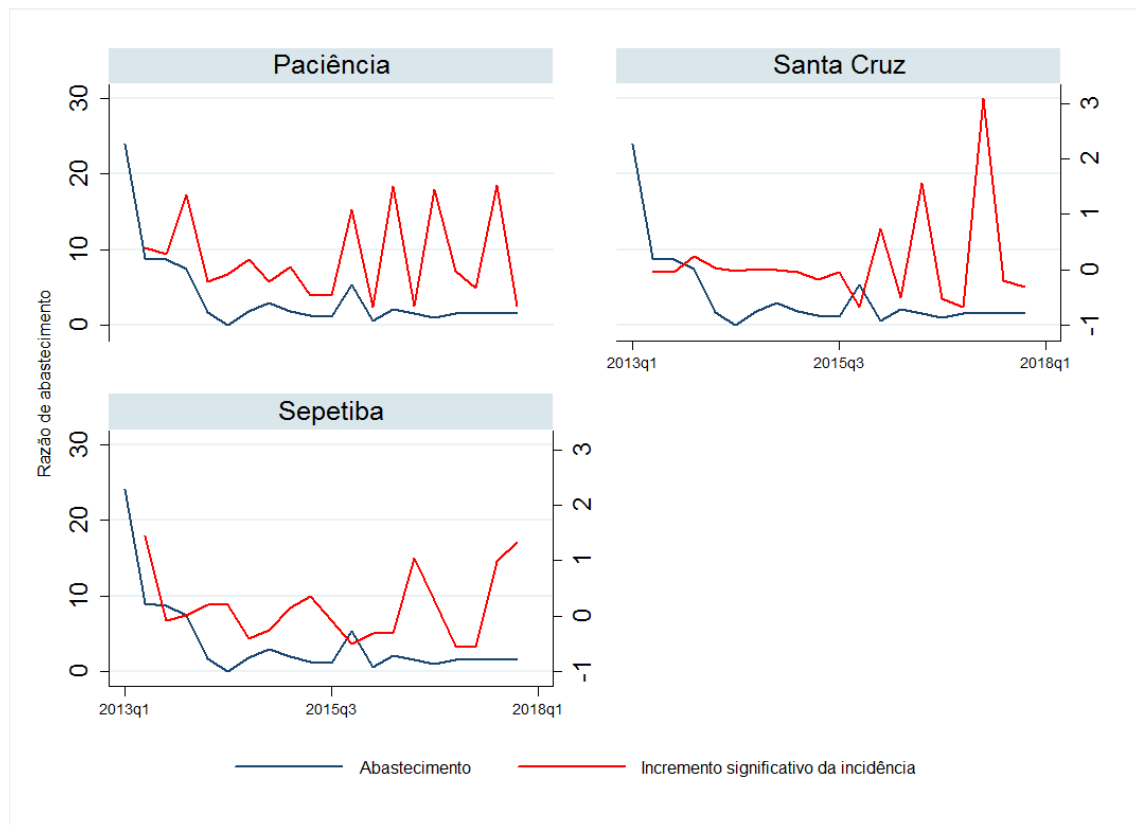 Paciência
Santa Cruz
30
20
10
0
3
2
1
0
-1
2013q1
2015q3
2018q1
Razão de abastecimento
Sepetiba
30
20
10
0
3
2
1
0
-1
2013q1
2015q3
2018q1
Abastecimento
Incremento significativo da incidência